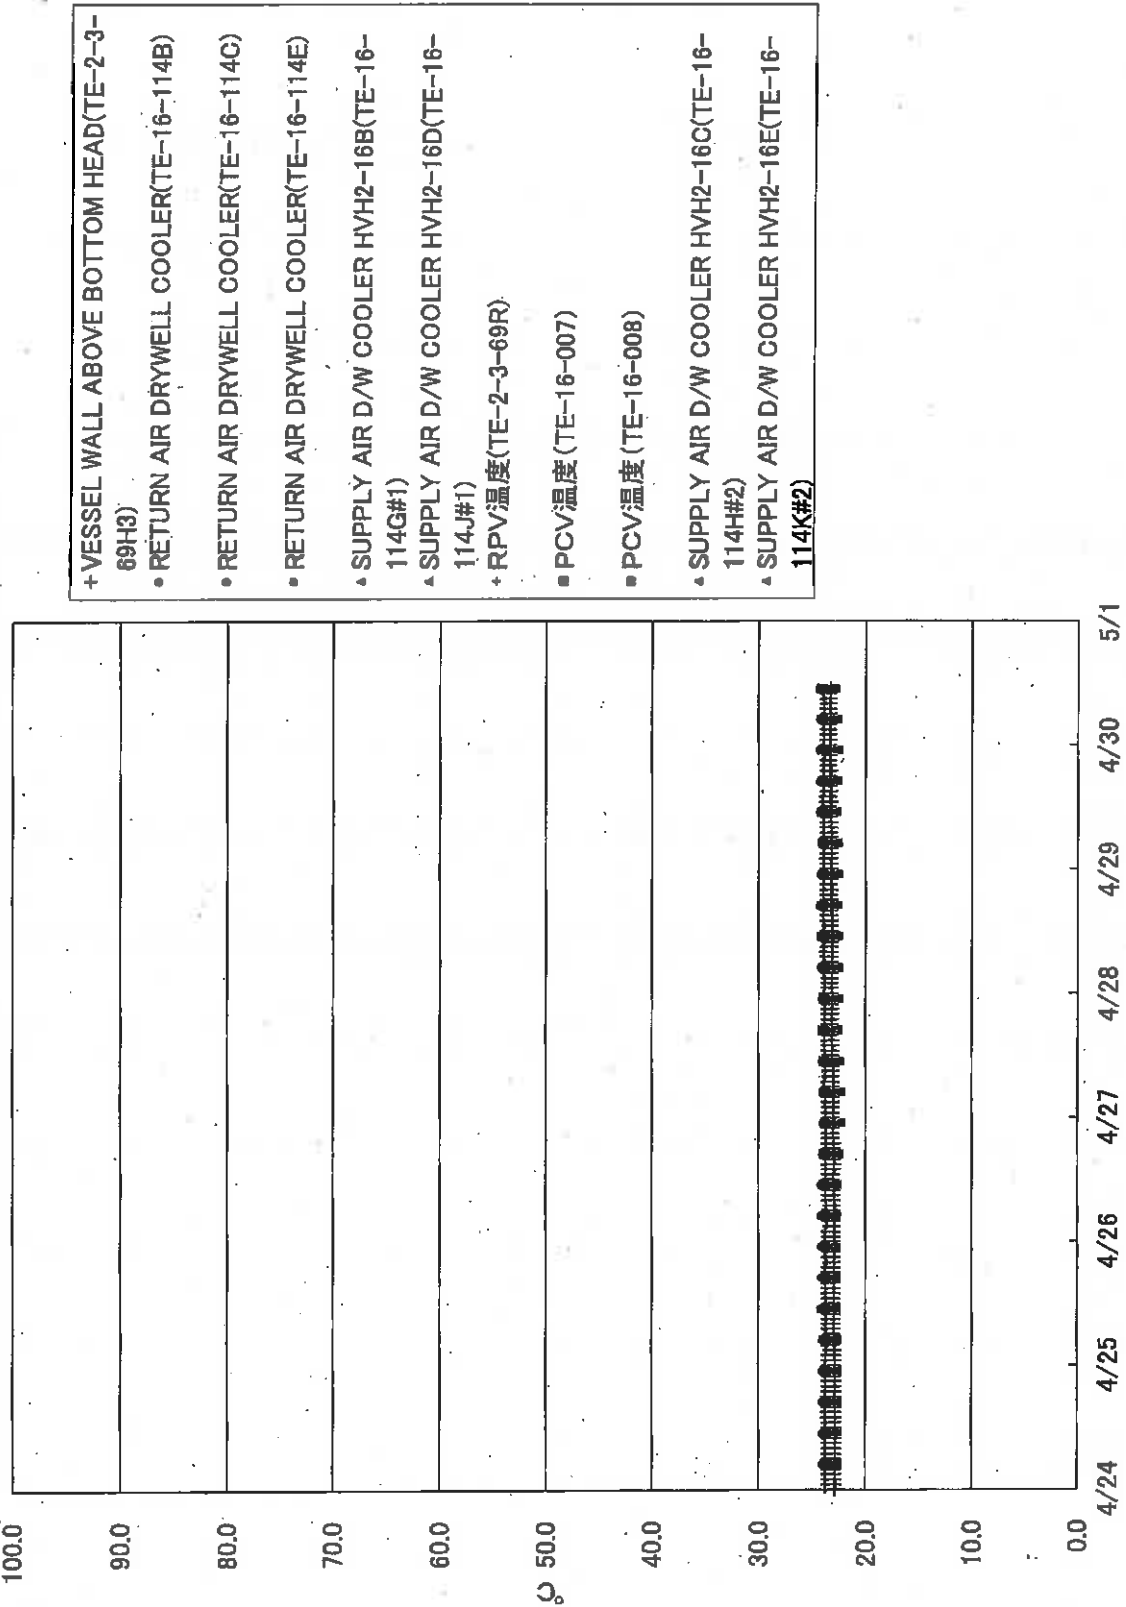 100.0
90.0
80.0
70.0
60.0
50.0
40.0
30.0
20.0
10.0
0.0
℃
4/24
4/25
4/26
4/27
4/28
4/29
4/30
5/1
+VESSEL WALL ABOVE BOTTOM HEAD(TE-2-3-
69H3)
• RETURN AIR DRYWELL COOLER(TE-16-114B)
• RETURN AIR DRYWELL COOLER(TE-16-114C)
• RETURN AIR DRYWELL COOLER(TE-16-114E)
▲ SUPPLY AIR D/W COOLER HVH2-16B(TE-16-
114G#1)
▲ SUPPLY AIR D/W COOLER HVH2-16D(TE-16-
114J#1)
+RPV温度(TE-2-3-69R)
■PCV温度(TE-16-007)
■PCV温度(TE-16-008)
▲ SUPPLY AIR D/W COOLER HVH2-16C(TE-16-
114H#2)
▲ SUPPLY AIR D/W COOLER HVH2-16E(TE-16-
114K#2)